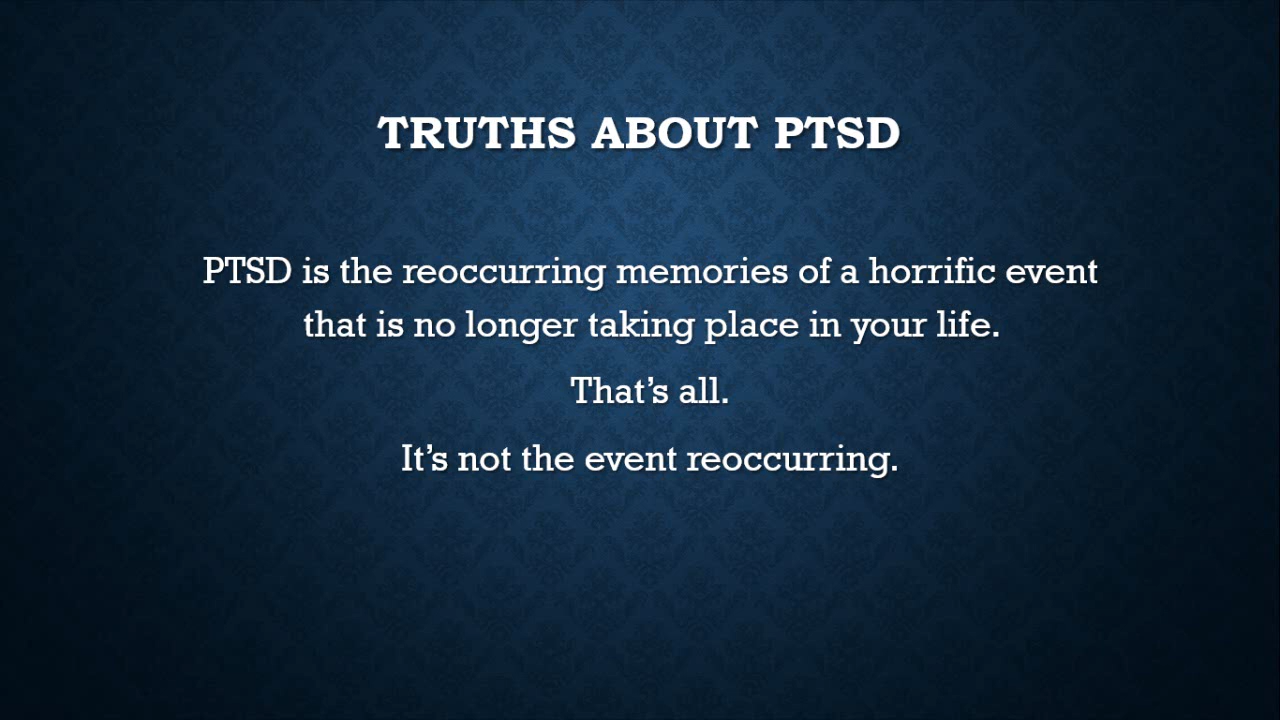 TRUTHS ABOUT PTSD
PTSD is the reoccurring memories of a horrific event
that is no longer taking place in your life.
That’s all.
It’s not the event reoccurring.